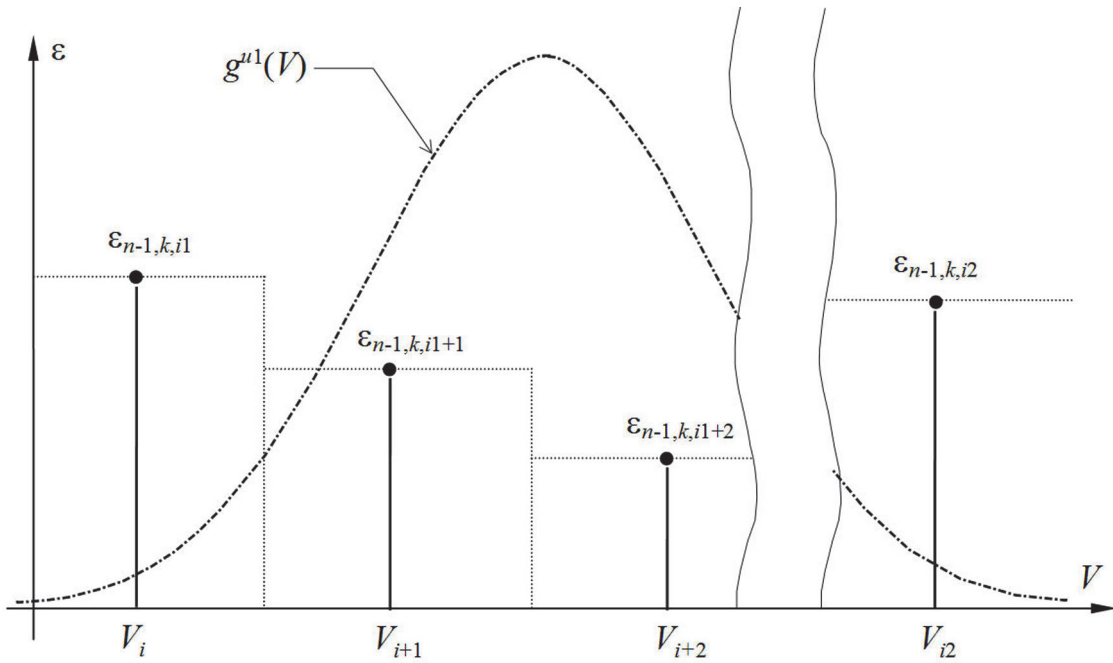 ε
g^{u1}(V)
ε_{n-1,k,i1}
ε_{n-1,k,i2}
ε_{n-1,k,i1+1}
ε_{n-1,k,i1+2}
V
V_i
V_{i+1}
V_{i+2}
V_{i2}